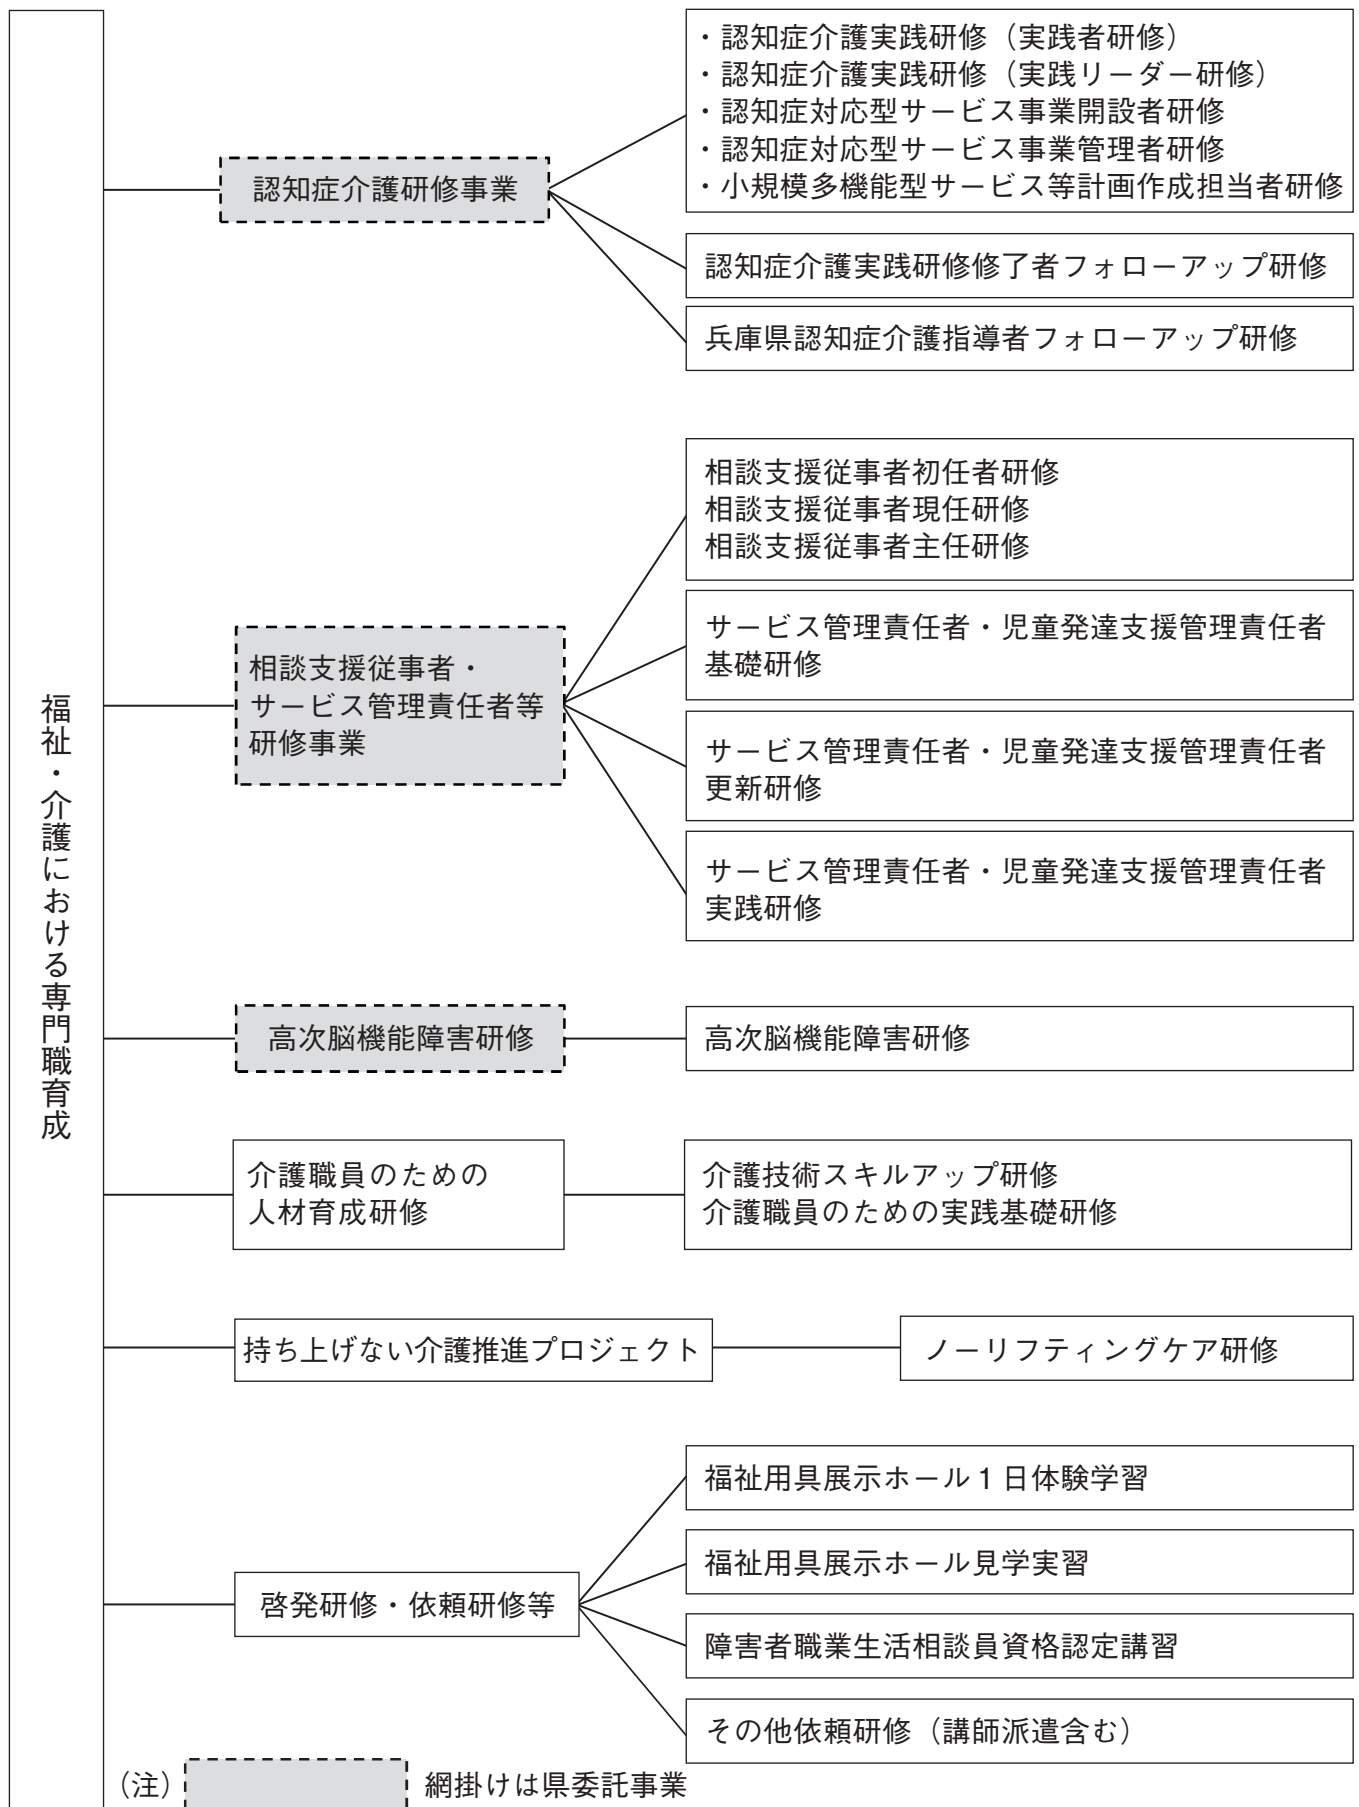 福祉・介護における専門職育成
認知症介護研修事業
・認知症介護実践研修（実践者研修）
・認知症介護実践研修（実践リーダー研修）
・認知症対応型サービス事業開設者研修
・認知症対応型サービス事業管理者研修
・小規模多機能型サービス等計画作成担当者研修
認知症介護実践研修修了者フォローアップ研修
兵庫県認知症介護指導者フォローアップ研修
相談支援従事者・
サービス管理責任者等
研修事業
相談支援従事者初任者研修
相談支援従事者現任研修
相談支援従事者主任研修
サービス管理責任者・児童発達支援管理責任者
基礎研修
サービス管理責任者・児童発達支援管理責任者
更新研修
サービス管理責任者・児童発達支援管理責任者
実践研修
高次脳機能障害研修
高次脳機能障害研修
介護職員のための
人材育成研修
介護技術スキルアップ研修
介護職員のための実践基礎研修
持ち上げない介護推進プロジェクト
ノーリフティングケア研修
啓発研修・依頼研修等
福祉用具展示ホール1日体験学習
福祉用具展示ホール見学実習
障害者職業生活相談員資格認定講習
その他依頼研修（講師派遣含む）
（注） 網掛けは県委託事業